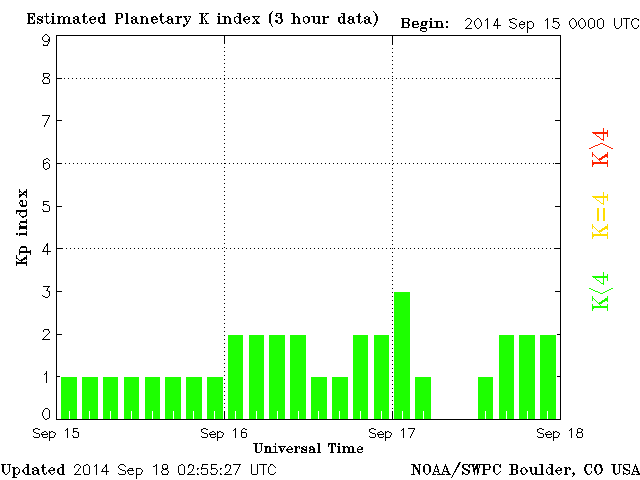 Estimated Planetary K index (3 hour data)
Begin: 2014 Sep 15 0000 UTC
9
8
7
6
5
4
3
2
1
0
Kp index
K>4
K=4
K<4
Sep 15
Sep 16
Sep 17
Sep 18
Universal Time
Updated 2014 Sep 18 02:55:27 UTC
NOAA/SWPC Boulder, CO USA